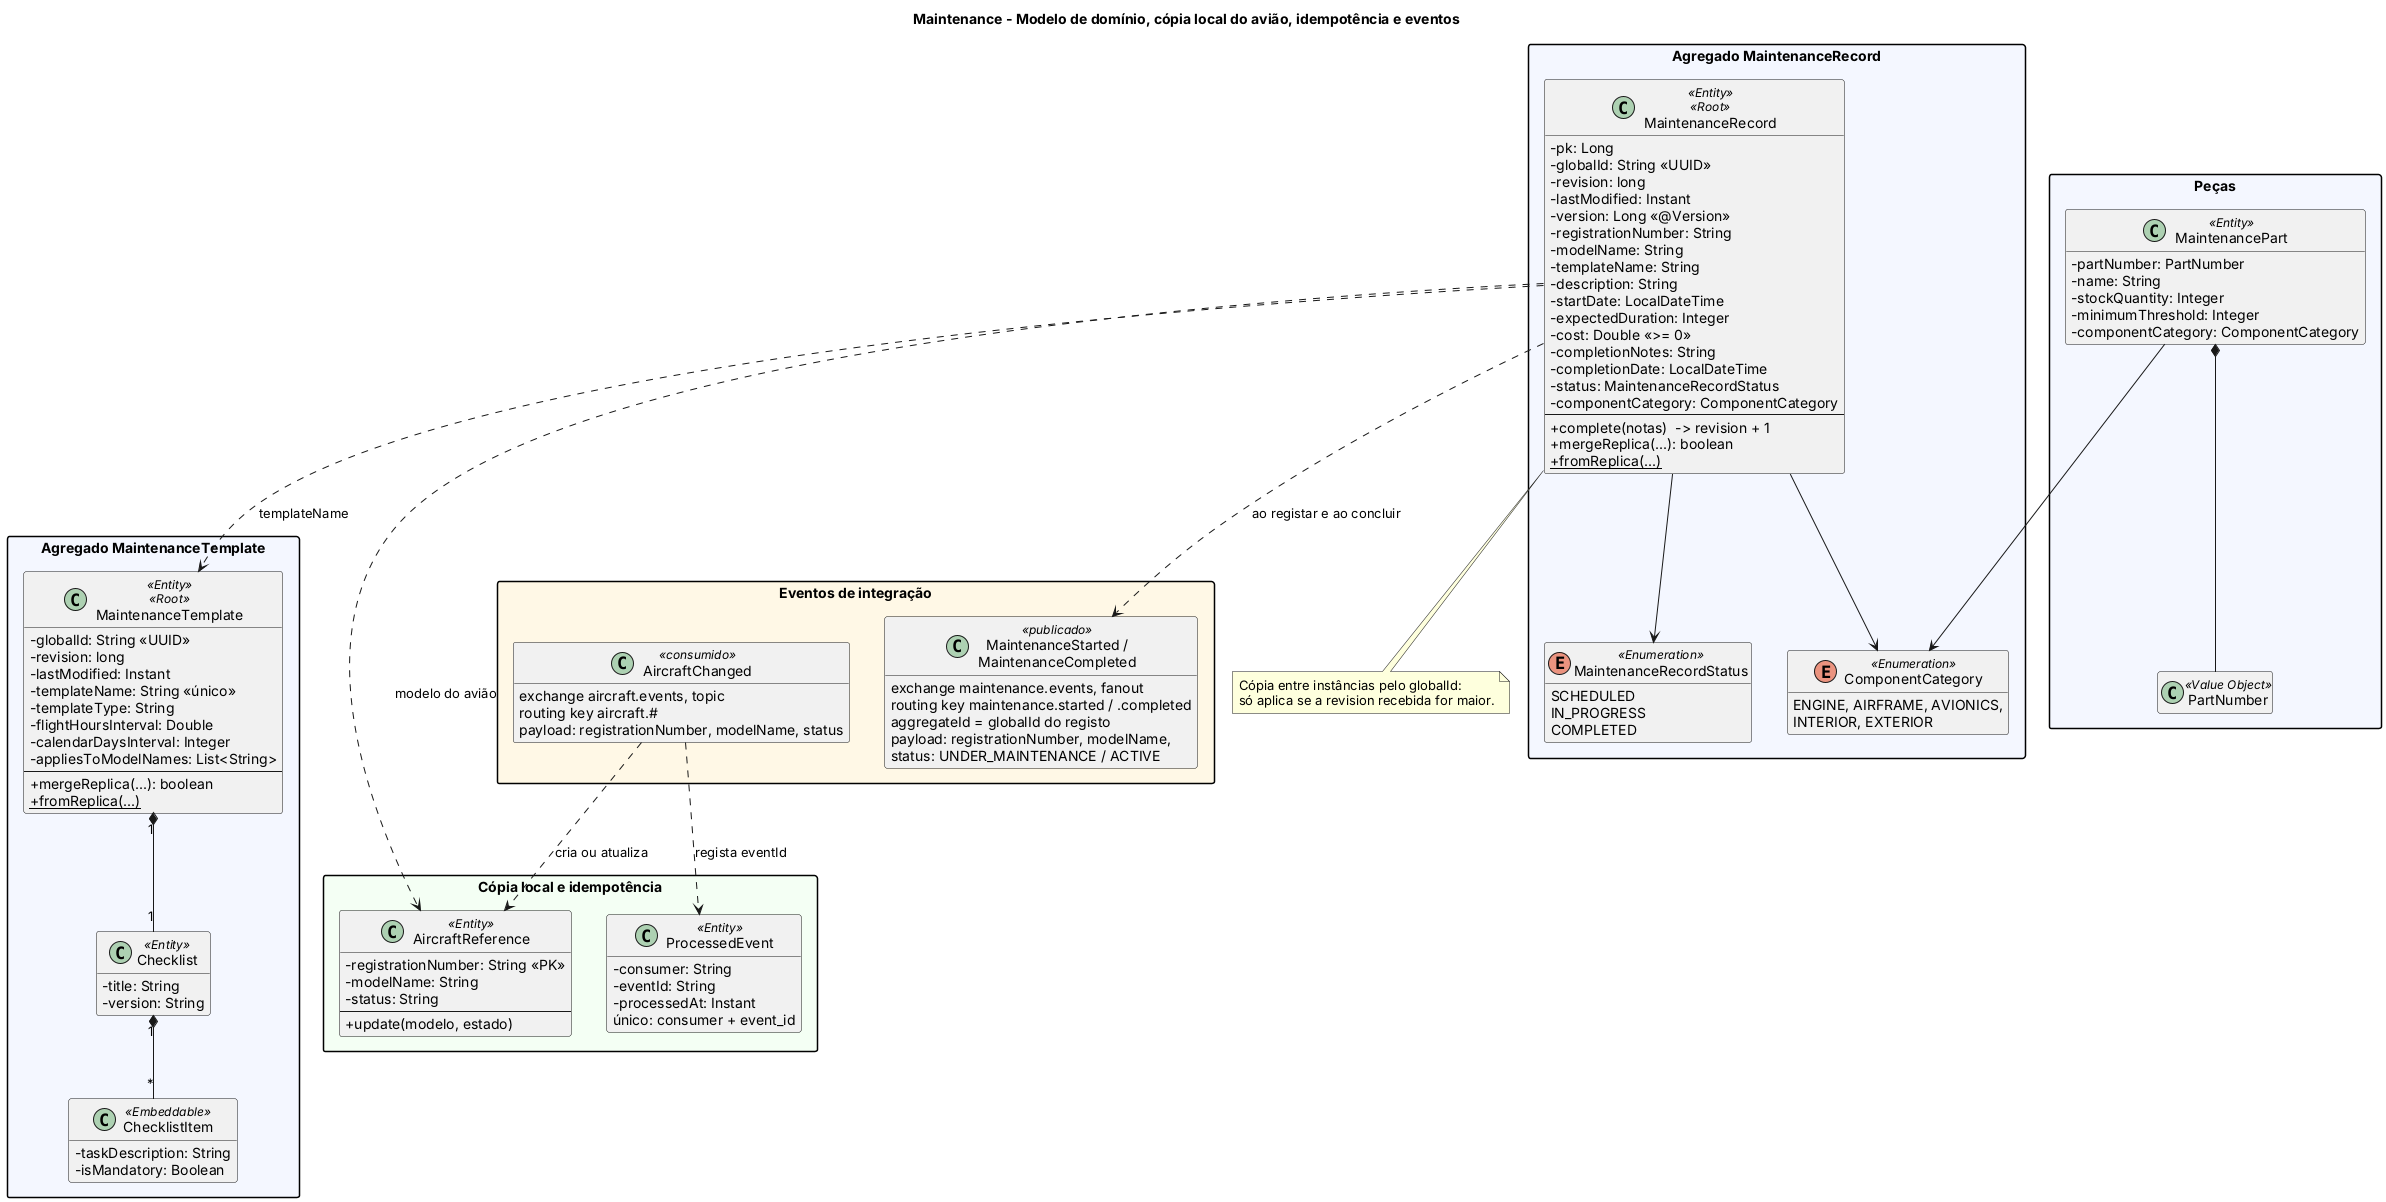 Maintenance - Modelo de domínio, cópia local do avião, idempotência e eventos
Agregado MaintenanceRecord
C
«Entity»
«Root»
MaintenanceRecord
-pk: Long
-globalId: String «UUID»
-revision: long
-lastModified: Instant
-version: Long «@Version»
-registrationNumber: String
-modelName: String
-templateName: String
-description: String
-startDate: LocalDateTime
-expectedDuration: Integer
-cost: Double «>= 0»
-completionNotes: String
-completionDate: LocalDateTime
-status: MaintenanceRecordStatus
-componentCategory: ComponentCategory
+complete(notas)  -> revision + 1
+mergeReplica(...): boolean
+fromReplica(...)
Peças
C
«Entity»
MaintenancePart
-partNumber: PartNumber
-name: String
-stockQuantity: Integer
-minimumThreshold: Integer
-componentCategory: ComponentCategory
templateName
ao registar e ao concluir
Agregado MaintenanceTemplate
C
«Entity»
«Root»
MaintenanceTemplate
-globalId: String «UUID»
-revision: long
-lastModified: Instant
-templateName: String «único»
-templateType: String
-flightHoursInterval: Double
-calendarDaysInterval: Integer
-appliesToModelNames: List<String>
+mergeReplica(...): boolean
+fromReplica(...)
modelo do avião
Eventos de integração
C
«consumido»
AircraftChanged
exchange aircraft.events, topic
routing key aircraft.#
payload: registrationNumber, modelName, status
C
«publicado»
MaintenanceStarted /
MaintenanceCompleted
exchange maintenance.events, fanout
routing key maintenance.started / .completed
aggregateId = globalId do registo
payload: registrationNumber, modelName,
status: UNDER_MAINTENANCE / ACTIVE
Cópia entre instâncias pelo globalId:
só aplica se a revision recebida for maior.
E
«Enumeration»
MaintenanceRecordStatus
SCHEDULED
IN_PROGRESS
COMPLETED
E
«Enumeration»
ComponentCategory
ENGINE, AIRFRAME, AVIONICS,
INTERIOR, EXTERIOR
C
«Value Object»
PartNumber
1
1
cria ou atualiza
regista eventId
Cópia local e idempotência
C
«Entity»
AircraftReference
-registrationNumber: String «PK»
-modelName: String
-status: String
+update(modelo, estado)
C
«Entity»
ProcessedEvent
-consumer: String
-eventId: String
-processedAt: Instant
único: consumer + event_id
C
«Entity»
Checklist
-title: String
-version: String
1
*
C
«Embeddable»
ChecklistItem
-taskDescription: String
-isMandatory: Boolean